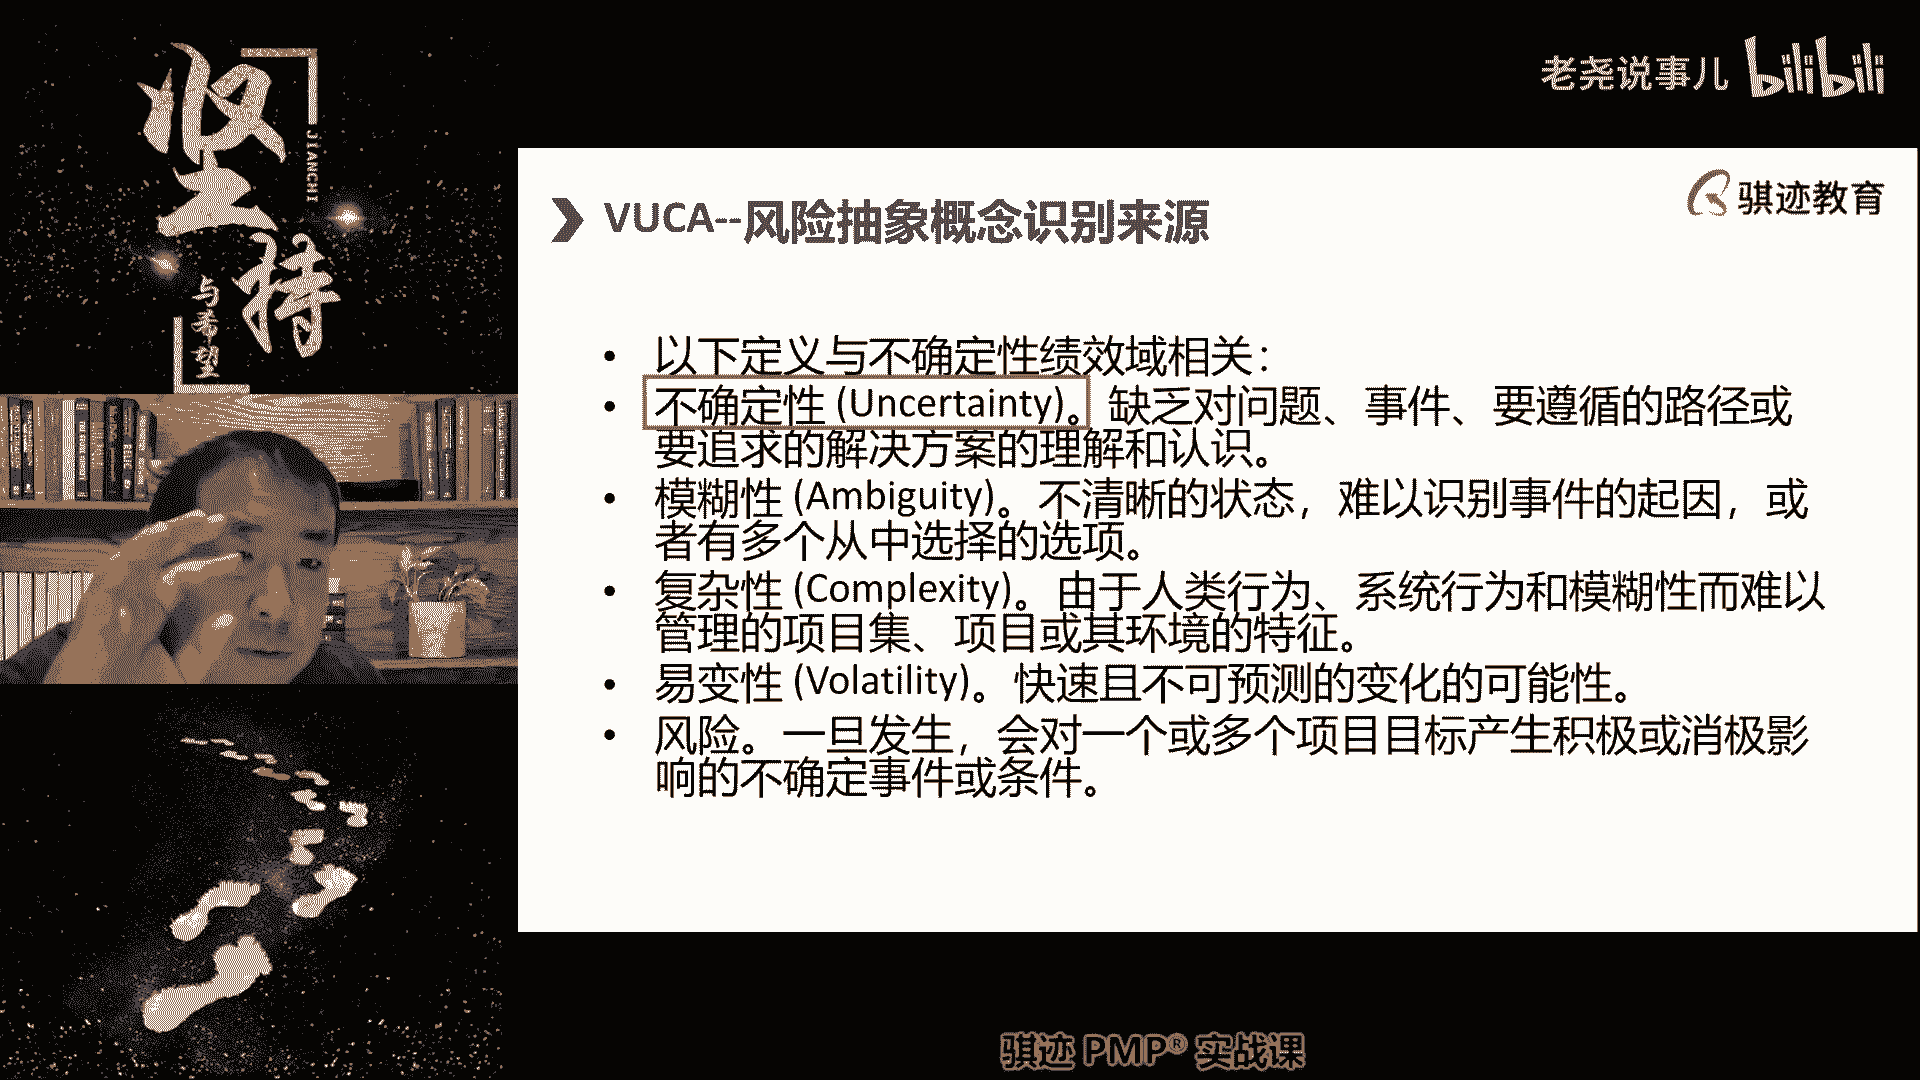 坚持
JIANCHI
与希望
老尧说事儿 bilibili
骐迹教育
VUCA--风险抽象概念识别来源
• 以下定义与不确定性绩效域相关：
• 不确定性 (Uncertainty)。缺乏对问题、事件、要遵循的路径或
要追求的解决方案的理解和认识。
• 模糊性 (Ambiguity)。不清晰的状态，难以识别事件的起因，或
者有多个从中选择的选项。
• 复杂性 (Complexity)。由于人类行为、系统行为和模糊性而难以
管理的项目集、项目或其环境的特征。
• 易变性 (Volatility)。快速且不可预测的变化的可能性。
• 风险。一旦发生，会对一个或多个项目目标产生积极或消极影
响的不确定事件或条件。
骐迹 PMP® 实战课